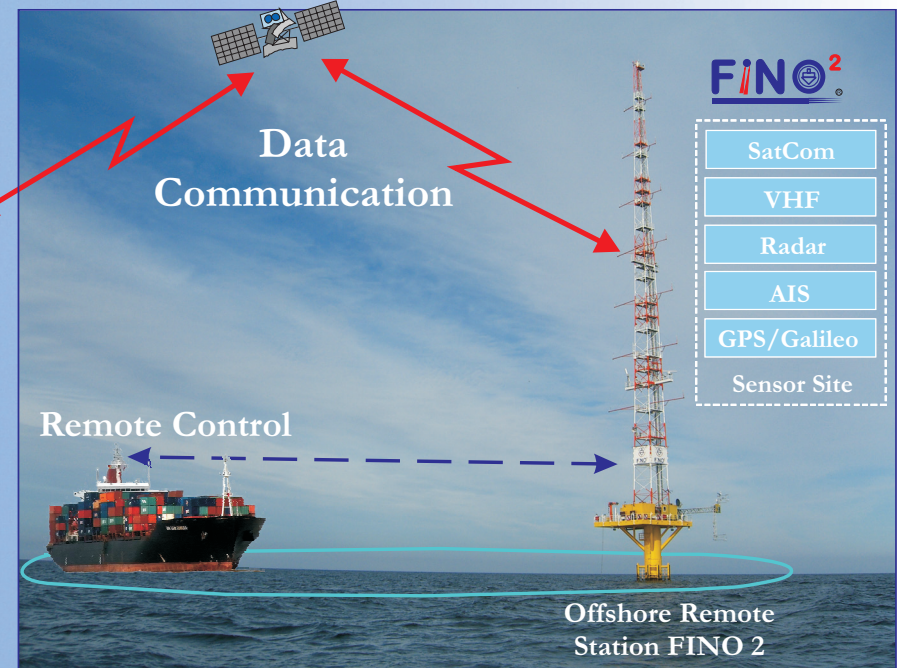 Data
Communication
FiNO²
SatCom
VHF
Radar
AIS
GPS/Galileo
Sensor Site
Remote Control
Offshore Remote
Station FINO 2